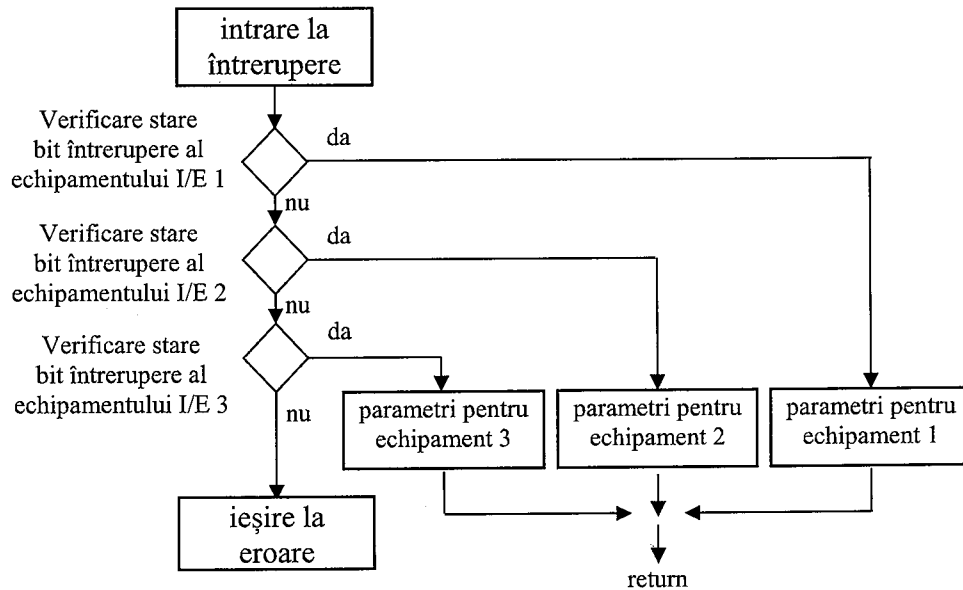 intrare la
întrerupere
Verificare stare
bit întrerupere al
echipamentului I/E 1
da
nu
Verificare stare
bit întrerupere al
echipamentului I/E 2
da
nu
Verificare stare
bit întrerupere al
echipamentului I/E 3
da
nu
parametri pentru
echipament 3
parametri pentru
echipament 2
parametri pentru
echipament 1
ieșire la
eroare
return